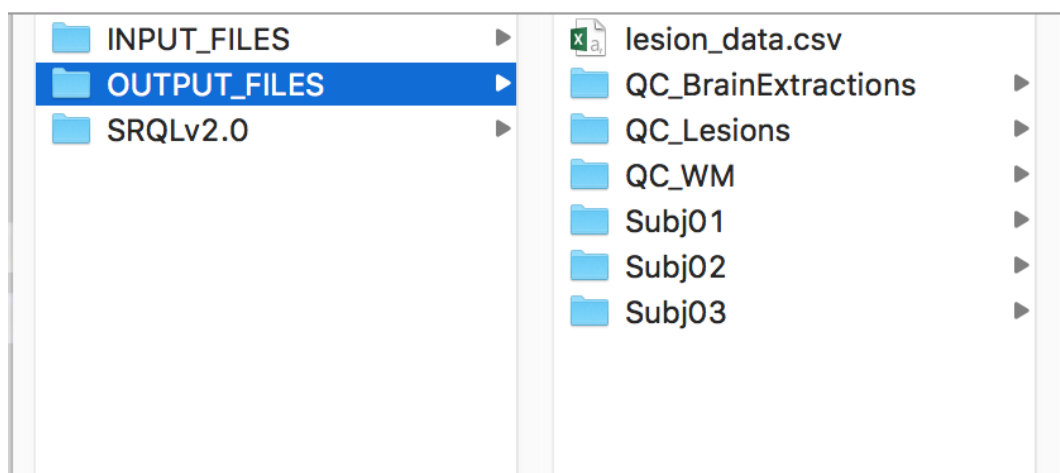 INPUT_FILES
OUTPUT_FILES
SRQLv2.0
lesion_data.csv
QC_BrainExtractions
QC_Lesions
QC_WM
Subj01
Subj02
Subj03